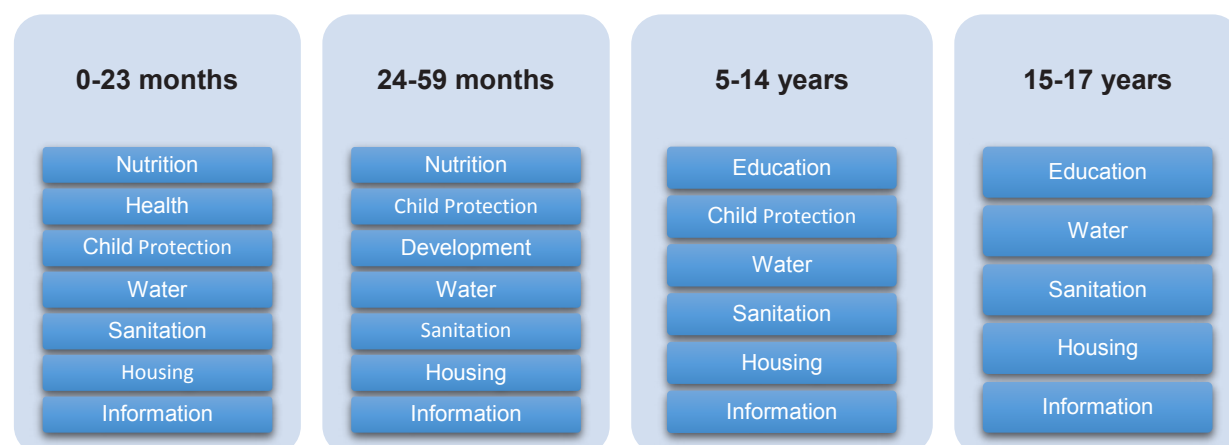 0-23 months
Nutrition
Health
Child Protection
Water
Sanitation
Housing
Information
24-59 months
Nutrition
Child Protection
Development
Water
Sanitation
Housing
Information
5-14 years
Education
Child Protection
Water
Sanitation
Housing
Information
15-17 years
Education
Water
Sanitation
Housing
Information